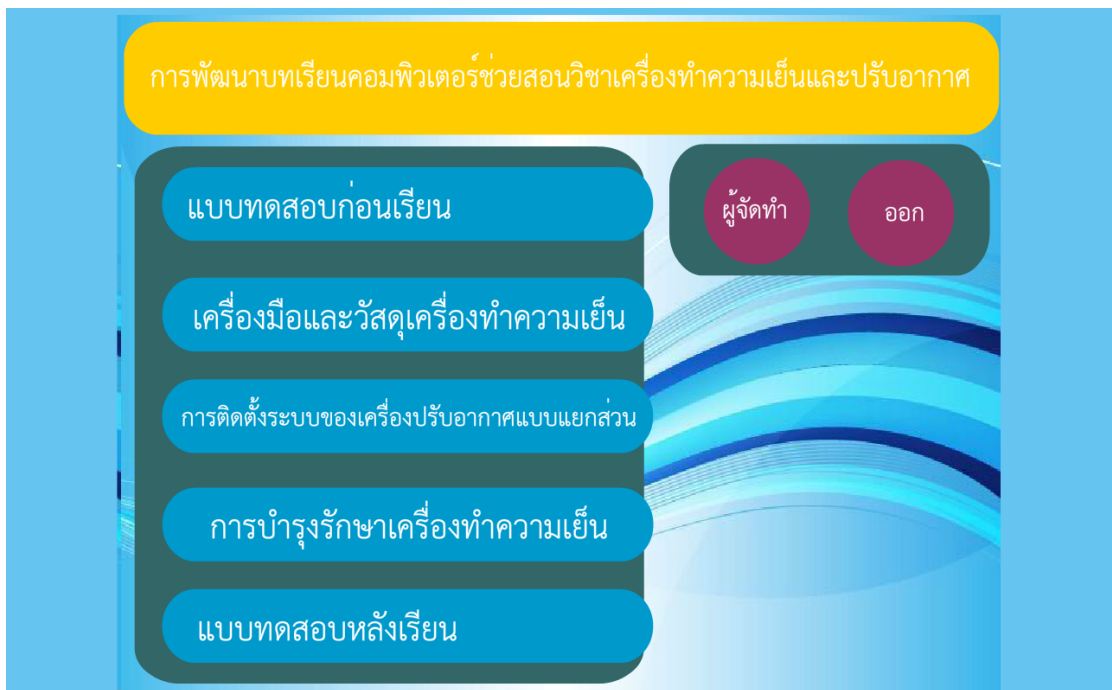 การพัฒนาบทเรียนคอมพิวเตอร์ช่วยสอนวิชาเครื่องทำความเย็นและปรับอากาศ
แบบทดสอบก่อนเรียน
ผู้จัดทำ
ออก
เครื่องมือและวัสดุเครื่องทำความเย็น
การติดตั้งระบบของเครื่องปรับอากาศแบบแยกส่วน
การบำรุงรักษาเครื่องทำความเย็น
แบบทดสอบหลังเรียน